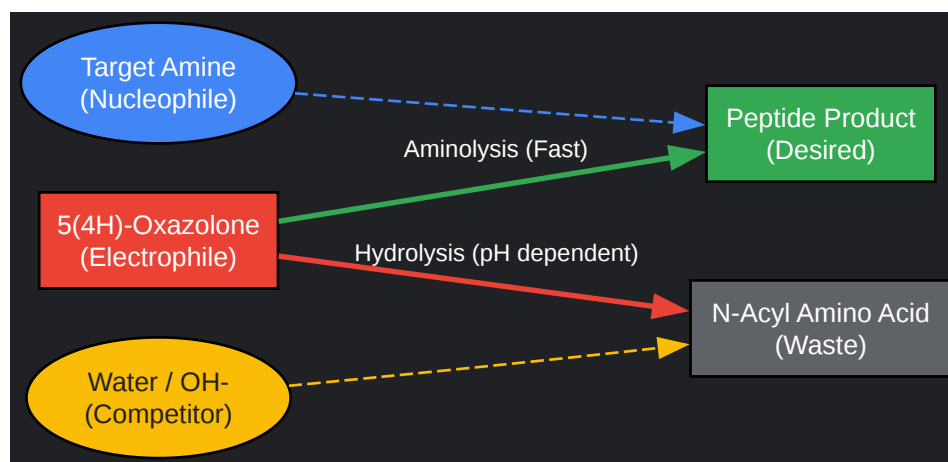 Target Amine
(Nucleophile)
Peptide Product
(Desired)
Aminolysis (Fast)
5(4H)-Oxazolone
(Electrophile)
Hydrolysis (pH dependent)
N-Acyl Amino Acid
(Waste)
Water / OH-
(Competitor)